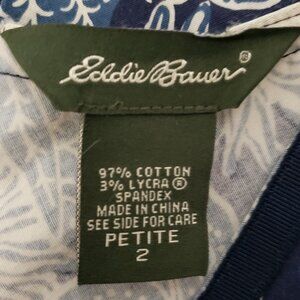 Eddie Bauer®
97% COTTON
3% LYCRA ®
SPANDEX
MADE IN CHINA
SEE SIDE FOR CARE
PETITE
2